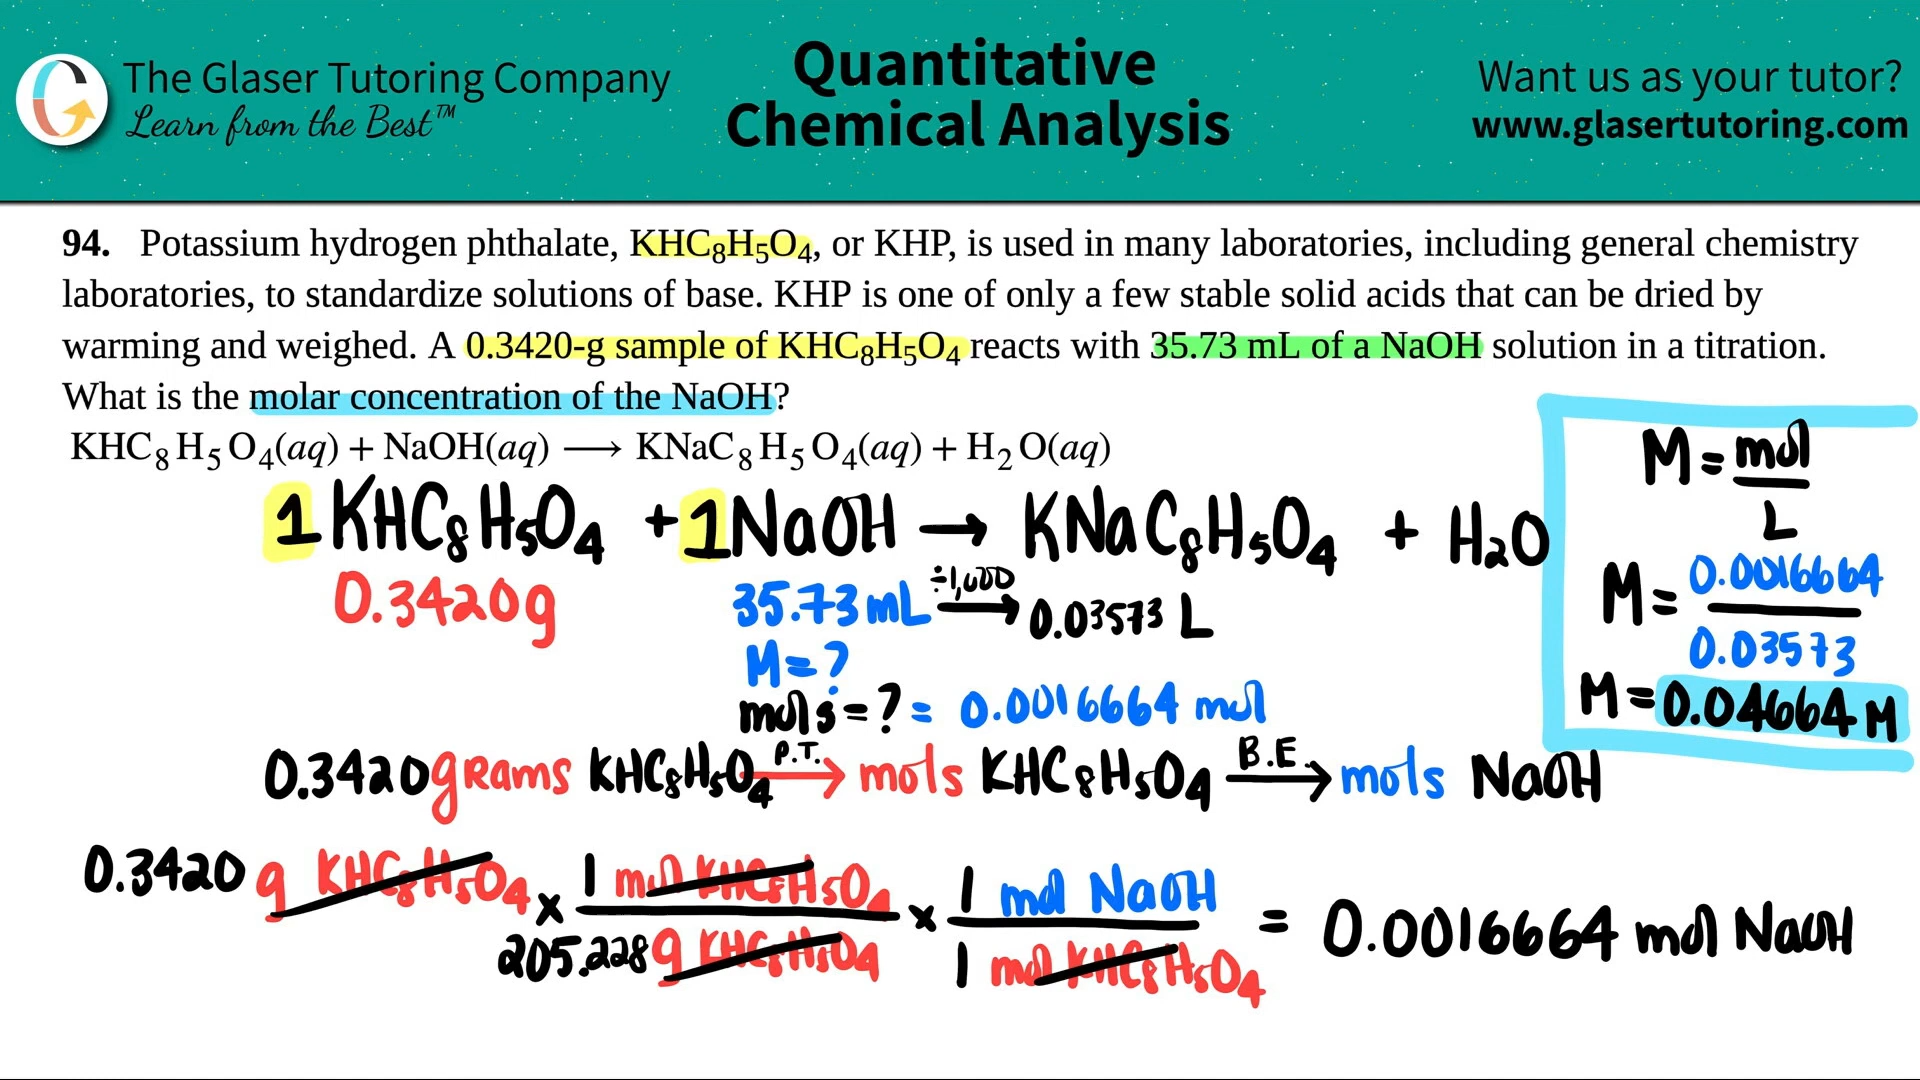 The Glaser Tutoring Company
Learn from the Best™
Quantitative
Chemical Analysis
Want us as your tutor?
www.glasertutoring.com
94. Potassium hydrogen phthalate, KHC₈H₅O₄, or KHP, is used in many laboratories, including general chemistry
laboratories, to standardize solutions of base. KHP is one of only a few stable solid acids that can be dried by
warming and weighed. A 0.3420-g sample of KHC₈H₅O₄ reacts with 35.73 mL of a NaOH solution in a titration.
What is the molar concentration of the NaOH?
KHC₈H₅O₄(aq) + NaOH(aq) ⟶ KNaC₈H₅O₄(aq) + H₂O(aq)
1 KHC₈H₅O₄ + 1 NaOH → KNaC₈H₅O₄ + H₂O
0.3420g
35.73 mL ÷1,000 → 0.03573 L
M = ?
mols = ? = 0.0016664 mol
M = mol
L
M = 0.0016664
0.03573
M = 0.04664 M
0.3420 grams KHC₈H₅O₄ P.T. → mols KHC₈H₅O₄ B.E. → mols NaOH
0.3420 g KHC₈H₅O₄ x 1 mol KHC₈H₅O₄ x 1 mol NaOH = 0.0016664 mol NaOH
205.228 g KHC₈H₅O₄ 1 mol KHC₈H₅O₄